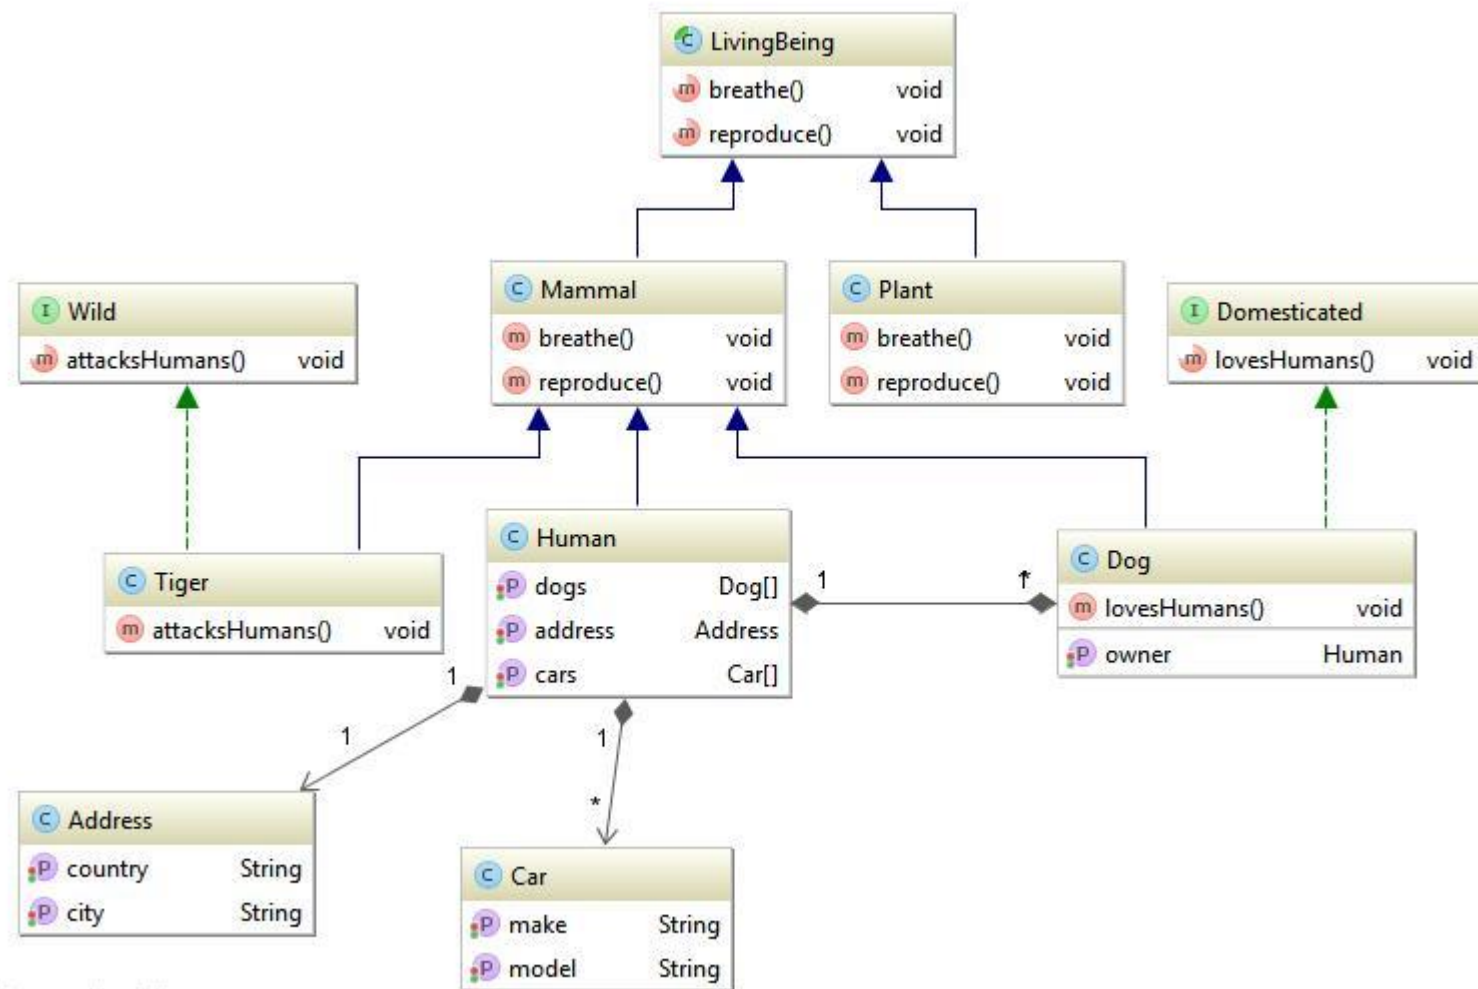 C LivingBeing
m breathe() void
m reproduce() void
I Wild
m attacksHumans() void
C Mammal
m breathe() void
m reproduce() void
C Plant
m breathe() void
m reproduce() void
I Domesticated
m lovesHumans() void
C Tiger
m attacksHumans() void
C Human
P dogs Dog[]
P address Address
P cars Car[]
1
*
1
C Dog
m lovesHumans() void
P owner Human
1
1
1
*
C Address
P country String
P city String
C Car
P make String
P model String